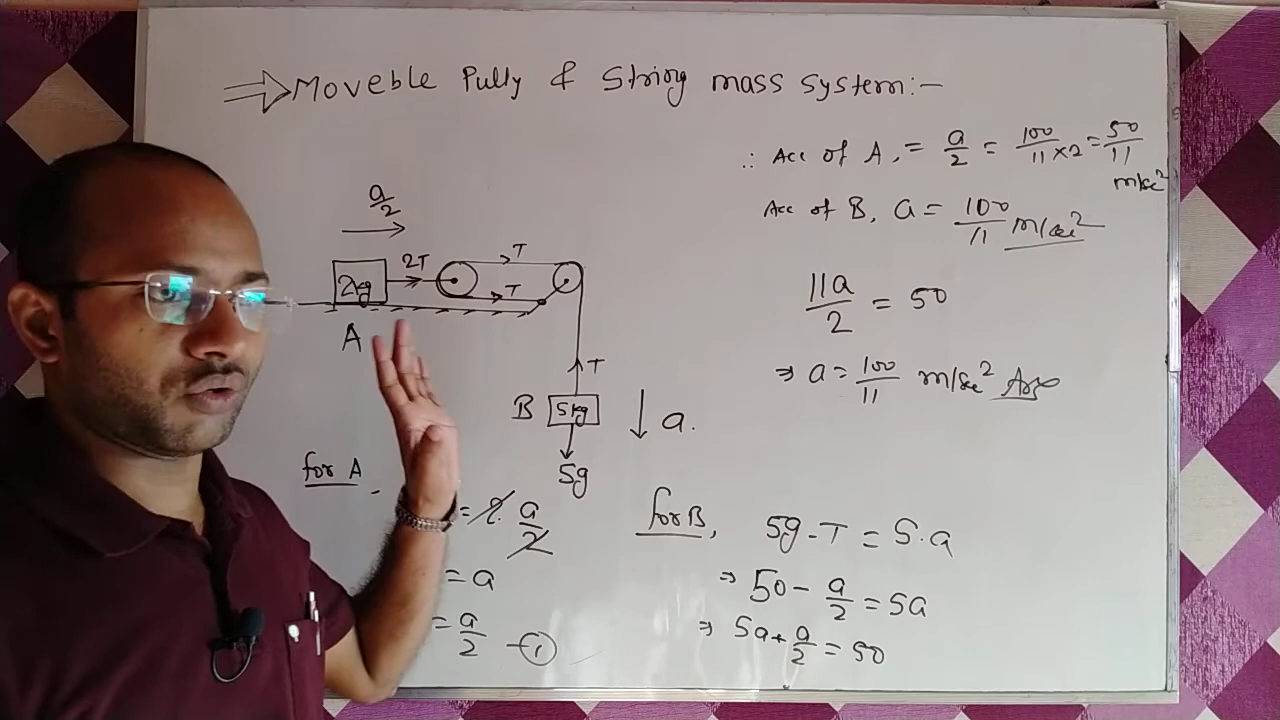 ⇒ Moveble Pully & String mass system:-
∴ Acc of A, = a/2 = 100/11×2 = 50/11 m/sec²
Acc of B, a = 100/11 m/sec²
a/2
2kg 2T T T
A
T
B 5kg ↓ a.
5g
11a/2 = 50
⇒ a = 100/11 m/sec² Ans
for A,
= 2. a/2
= a
= a/2 -①
for B, 5g - T = 5.a
⇒ 50 - a/2 = 5a
⇒ 5a + a/2 = 50